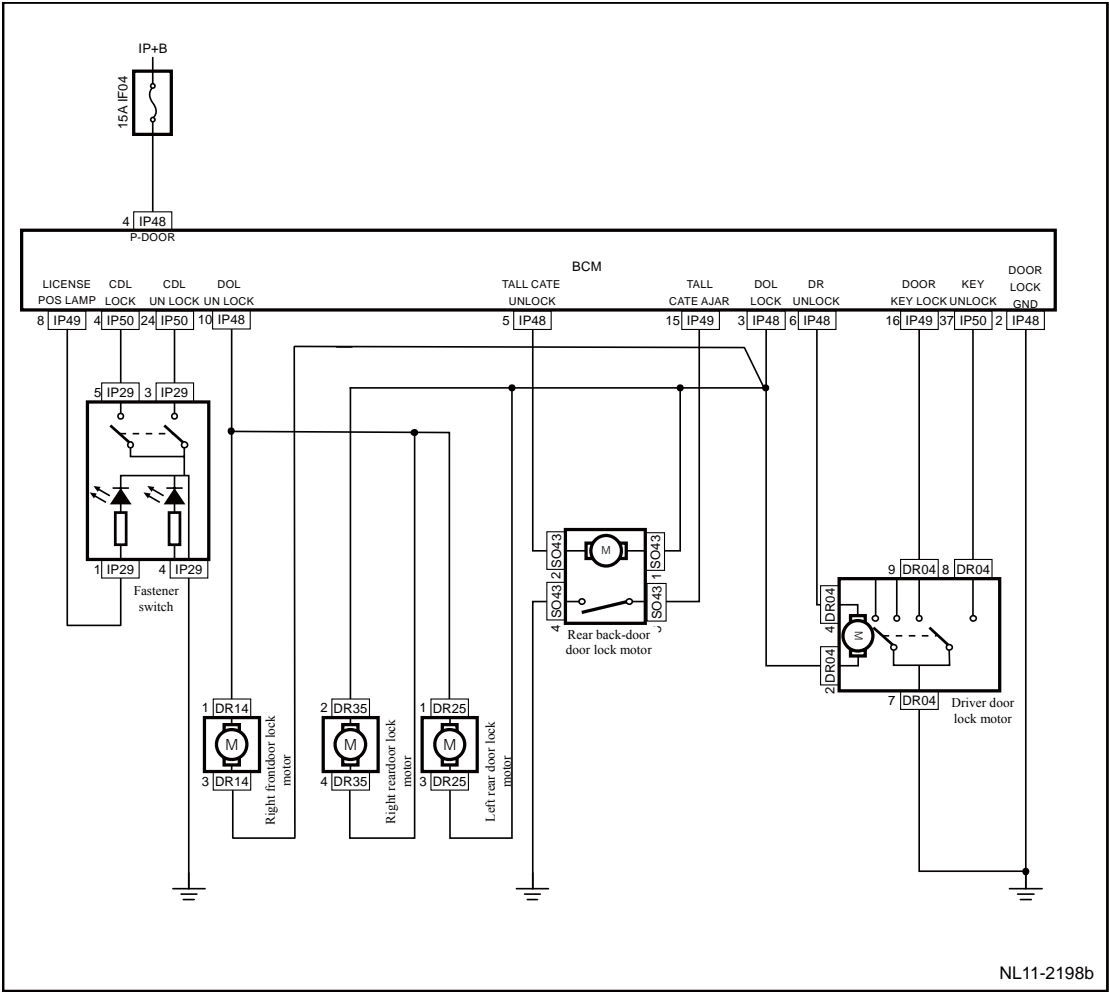 IP+B
15A IF04
4 IP48
P-DOOR
BCM
LICENSE
POS LAMP
CDL
LOCK
CDL
UN LOCK
DOL
UN LOCK
TALL CATE
UNLOCK
TALL
CATE AJAR
DOL
LOCK
DR
UNLOCK
DOOR
KEY LOCK
KEY
UNLOCK
DOOR
LOCK
GND
8 IP49 4 IP50 24 IP50 10 IP48 5 IP48 15 IP49 3 IP48 6 IP48 16 IP49 37 IP50 2 IP48
5 IP29 3 IP29
1 IP29 4 IP29
Fastener
switch
2 SO43
M
1 SO43
4 SO43
SO43
Rear back-door
door lock motor
9 DR04 8 DR04
4 DR04
M
2 DR04
7 DR04
Driver door
lock motor
1 DR14
M
3 DR14
Right frontdoor lock
motor
2 DR35
M
4 DR35
Right reardoor lock
motor
1 DR25
M
3 DR25
Left rear door lock
motor
NL11-2198b